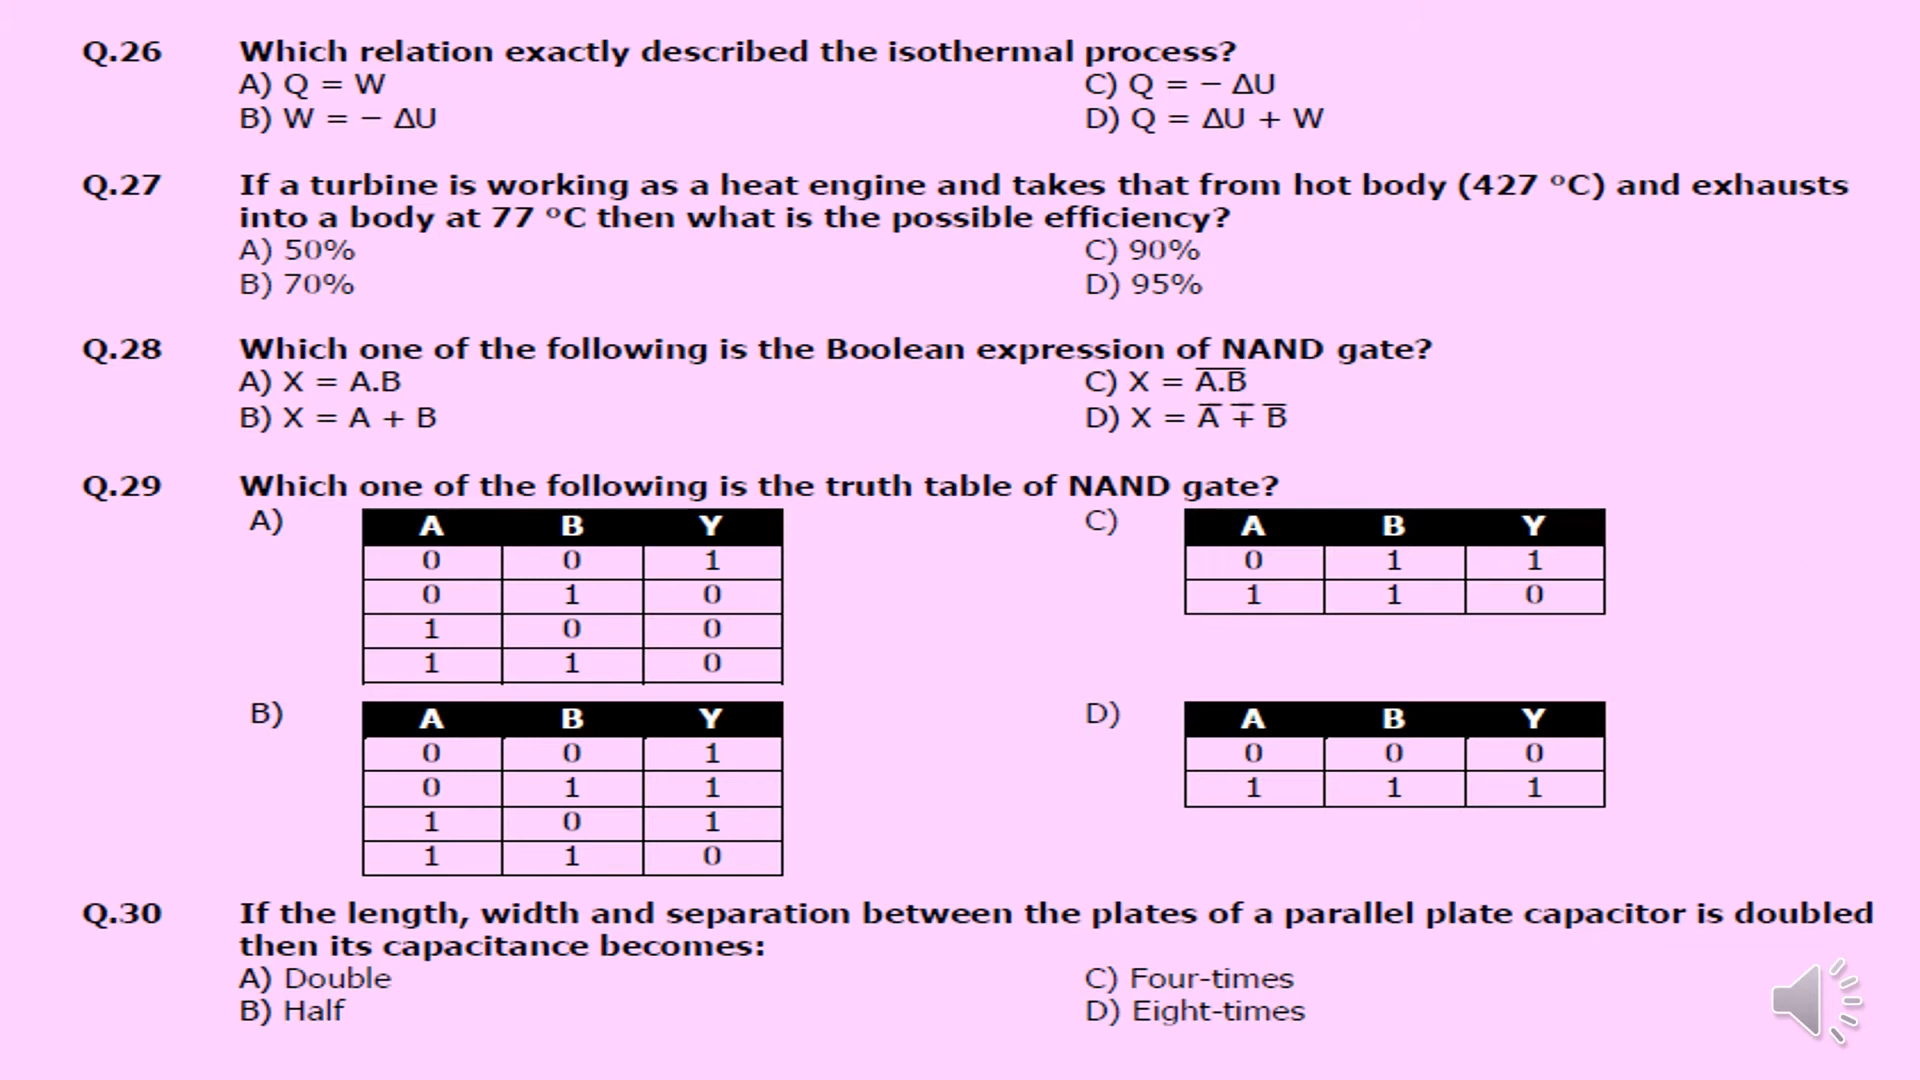 Q.26 Which relation exactly described the isothermal process?
A) Q = W C) Q = − ΔU
B) W = − ΔU D) Q = ΔU + W
Q.27 If a turbine is working as a heat engine and takes that from hot body (427 °C) and exhausts
into a body at 77 °C then what is the possible efficiency?
A) 50% C) 90%
B) 70% D) 95%
Q.28 Which one of the following is the Boolean expression of NAND gate?
A) X = A.B C) X = A̅.̅B̅
B) X = A + B D) X = A̅ +̅ B̅
Q.29 Which one of the following is the truth table of NAND gate?
A) C)
A B Y
0 0 1
0 1 0
1 0 0
1 1 0
A B Y
0 1 1
1 1 0
B) D)
A B Y
0 0 1
0 1 1
1 0 1
1 1 0
A B Y
0 0 0
1 1 1
Q.30 If the length, width and separation between the plates of a parallel plate capacitor is doubled
then its capacitance becomes:
A) Double C) Four-times
B) Half D) Eight-times